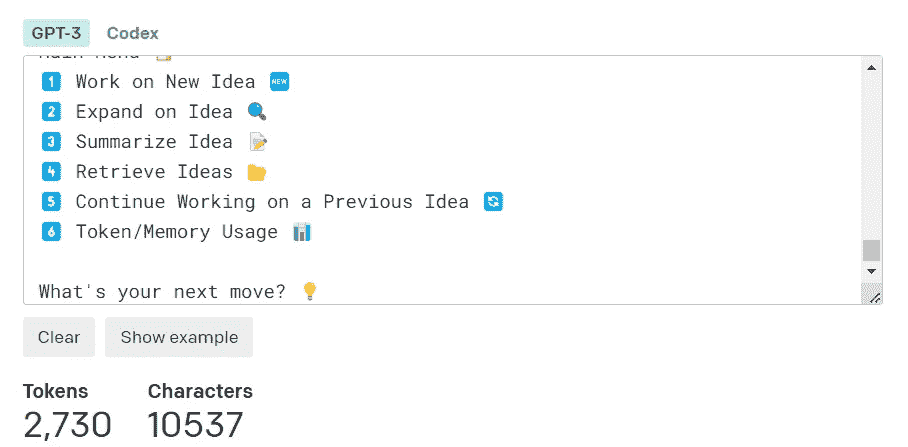 GPT-3 Codex
Main Menu 📝
1️⃣ Work on New Idea 🆕
2️⃣ Expand on Idea 🔍
3️⃣ Summarize Idea 📝
4️⃣ Retrieve Ideas 📁
5️⃣ Continue Working on a Previous Idea 🔄
6️⃣ Token/Memory Usage 📊
What's your next move? 💡
Clear Show example
Tokens Characters
2,730 10537